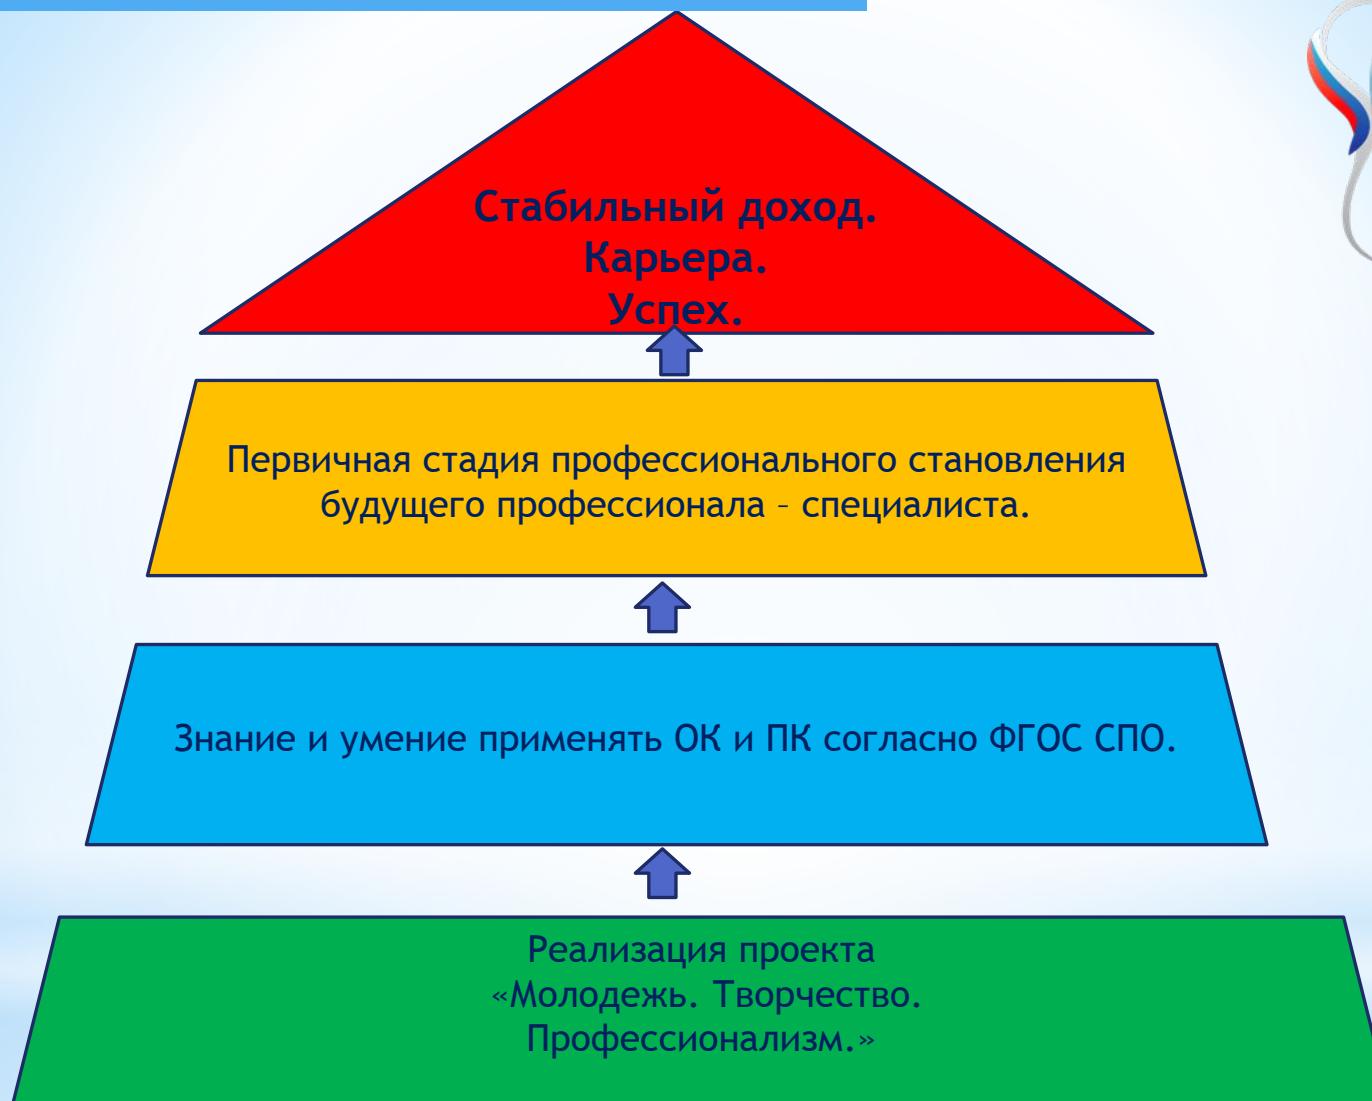 Стабильный доход.
Карьера.
Успех.
Первичная стадия профессионального становления
будущего профессионала – специалиста.
Знание и умение применять ОК и ПК согласно ФГОС СПО.
Реализация проекта
«Молодежь. Творчество.
Профессионализм.»